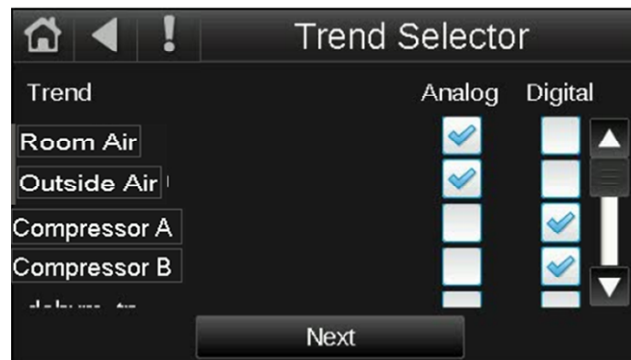 Trend Selector
Trend Analog Digital
Room Air
Outside Air
Compressor A
Compressor B
Next